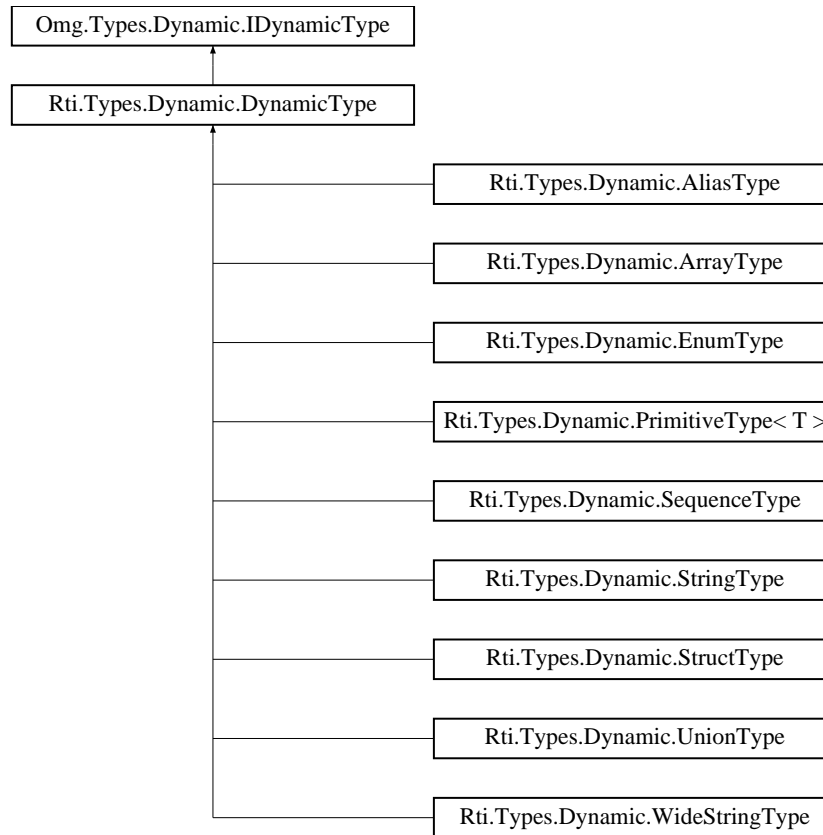 Omg.Types.Dynamic.IDynamicType
Rti.Types.Dynamic.DynamicType
Rti.Types.Dynamic.AliasType
Rti.Types.Dynamic.ArrayType
Rti.Types.Dynamic.EnumType
Rti.Types.Dynamic.PrimitiveType< T >
Rti.Types.Dynamic.SequenceType
Rti.Types.Dynamic.StringType
Rti.Types.Dynamic.StructType
Rti.Types.Dynamic.UnionType
Rti.Types.Dynamic.WideStringType